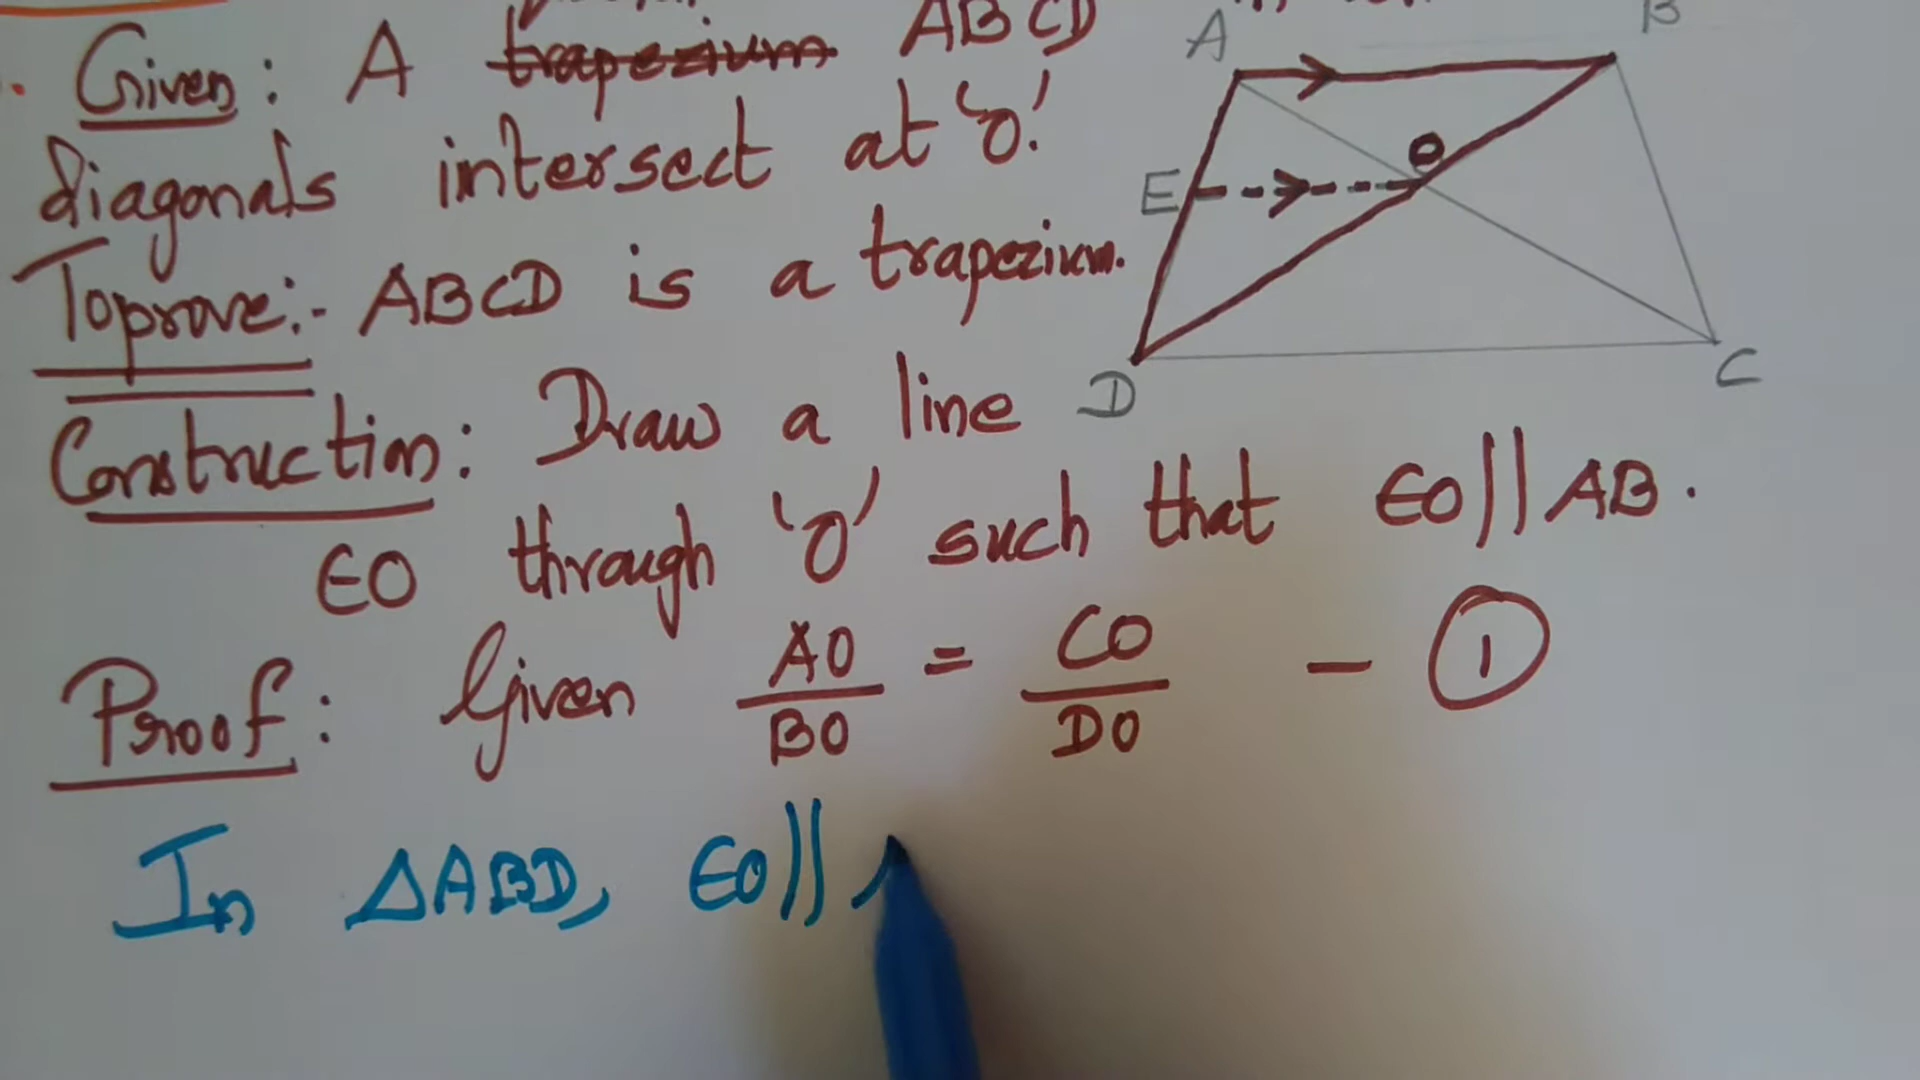 Given: A trapezium ABCD
diagonals intersect at 'O'.
To prove:- ABCD is a trapezium.
Construction: Draw a line
EO through 'O' such that EO || AB.
Proof: Given AO/BO = CO/DO - ①
In ΔABD, EO ||
A
B
O
E
D
C